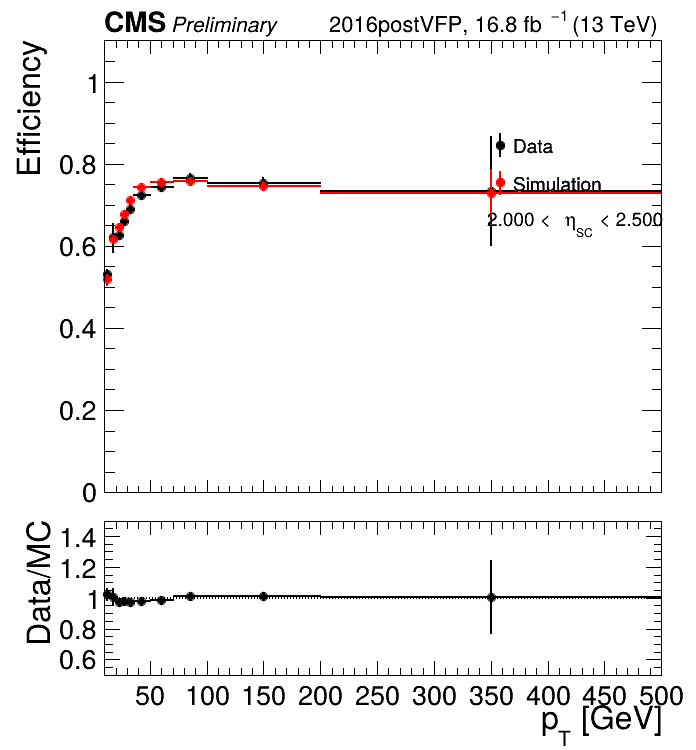 CMS Preliminary 2016postVFP, 16.8 fb⁻¹ (13 TeV)
Efficiency
1
0.8
0.6
0.4
0.2
0
Data
Simulation
2.000 < η_SC < 2.500
Data/MC
1.4
1.2
1
0.8
0.6
50 100 150 200 250 300 350 400 450 500
p_T [GeV]